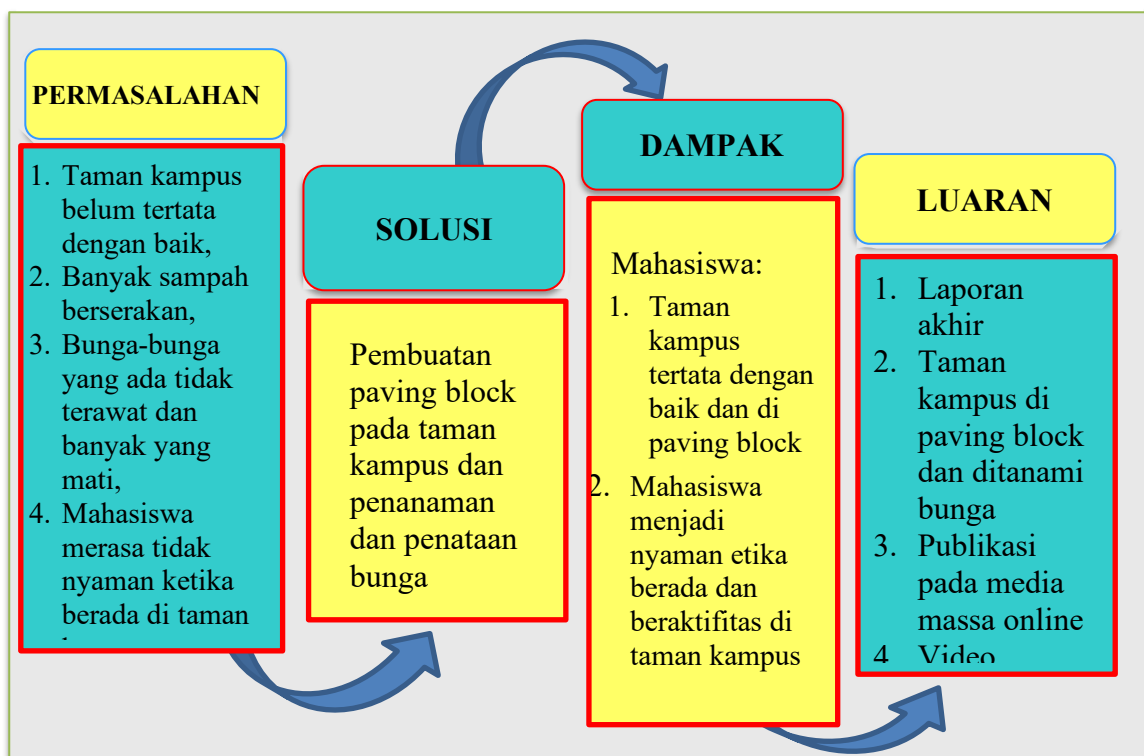 PERMASALAHAN
1. Taman kampus
belum tertata
dengan baik,
2. Banyak sampah
berserakan,
3. Bunga-bunga
yang ada tidak
terawat dan
banyak yang
mati,
4. Mahasiswa
merasa tidak
nyaman ketika
berada di taman
SOLUSI
Pembuatan
paving block
pada taman
kampus dan
penanaman
dan penataan
bunga
DAMPAK
Mahasiswa:
1. Taman
kampus
tertata dengan
baik dan di
paving block
2. Mahasiswa
menjadi
nyaman etika
berada dan
beraktifitas di
taman kampus
LUARAN
1. Laporan
akhir
2. Taman
kampus di
paving block
dan ditanami
bunga
3. Publikasi
pada media
massa online
4 Video